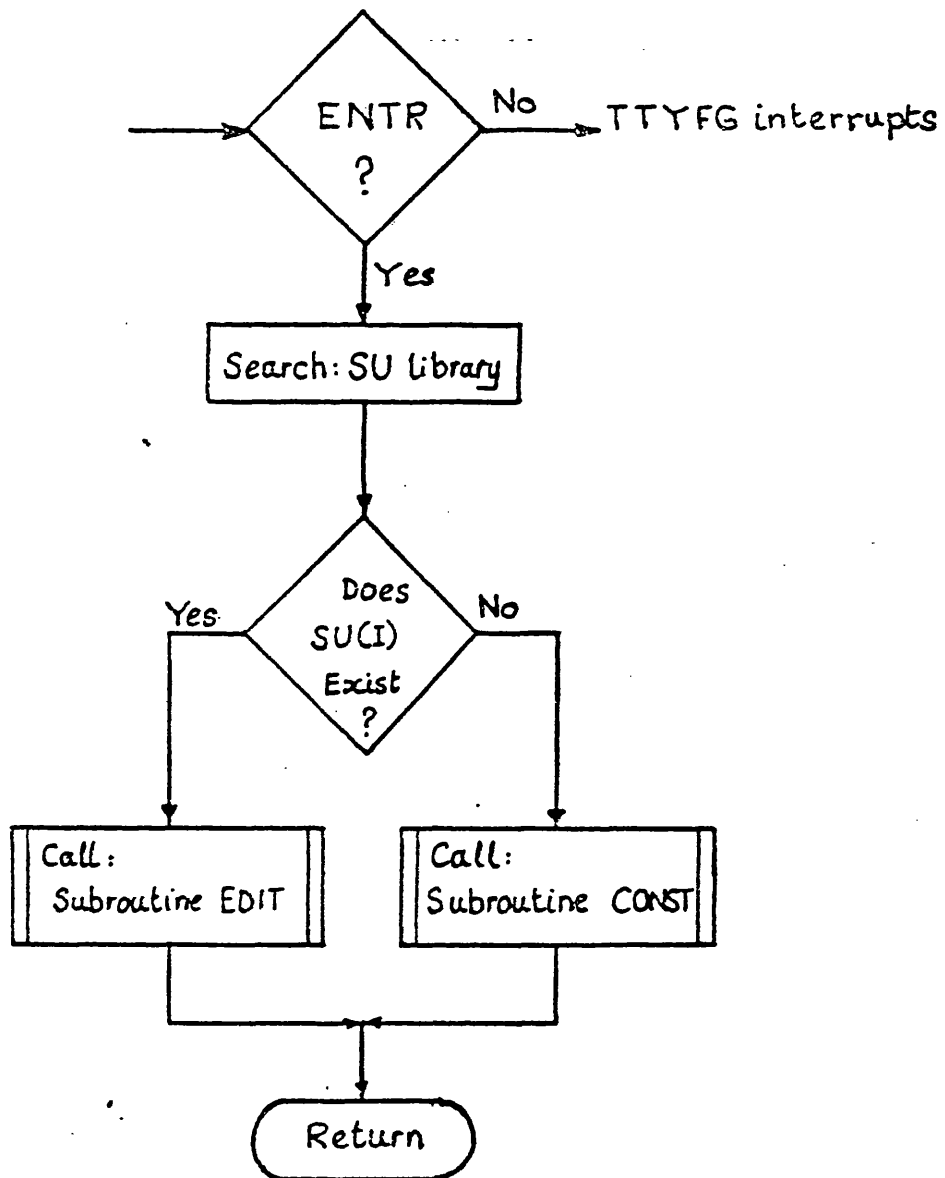 ENTR
?
No
TTYFG interrupts
Yes
Search: SU library
Does
SU(I)
Exist
?
Yes
No
Call:
Subroutine EDIT
Call:
Subroutine CONST
Return